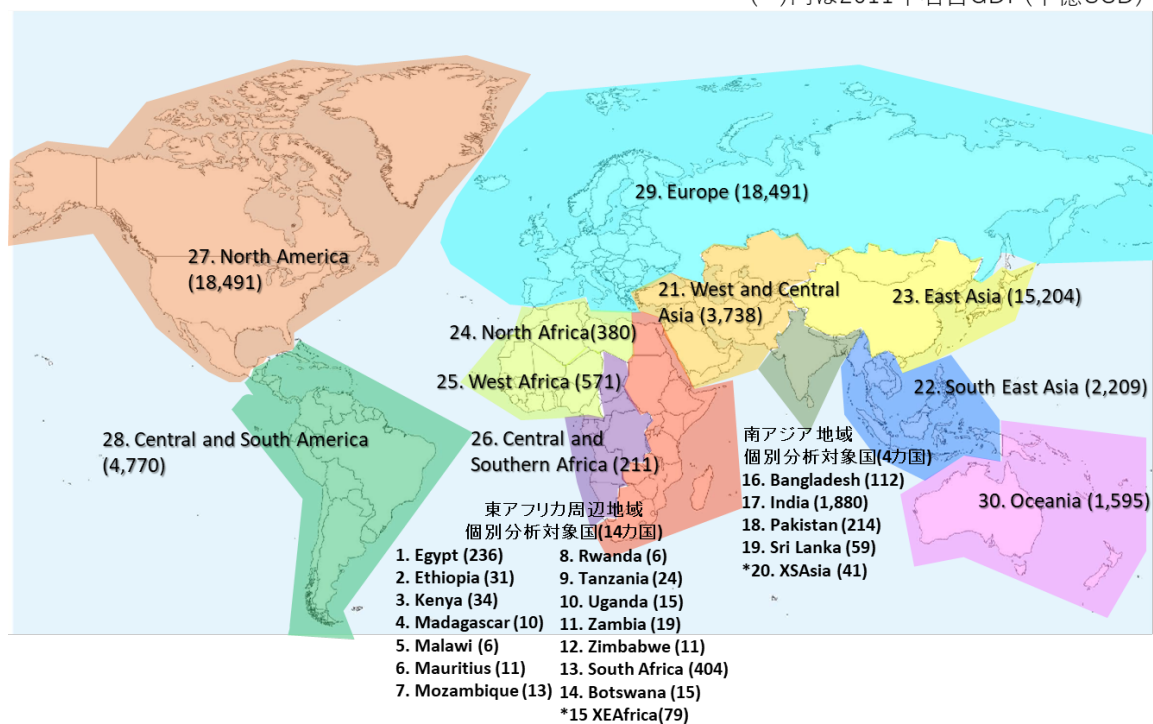 29. Europe (18,491)
27. North America
(18,491)
21. West and Central
Asia (3,738)
23. East Asia (15,204)
24. North Africa(380)
25. West Africa (571)
22. South East Asia (2,209)
28. Central and South America
(4,770)
26. Central and
Southern Africa (211)
南アジア地域
個別分析対象国(4カ国)
16. Bangladesh (112)
17. India (1,880)
18. Pakistan (214)
19. Sri Lanka (59)
*20. XSAsia (41)
30. Oceania (1,595)
東アフリカ周辺地域
個別分析対象国(14カ国)
1. Egypt (236)
2. Ethiopia (31)
3. Kenya (34)
4. Madagascar (10)
5. Malawi (6)
6. Mauritius (11)
7. Mozambique (13)
8. Rwanda (6)
9. Tanzania (24)
10. Uganda (15)
11. Zambia (19)
12. Zimbabwe (11)
13. South Africa (404)
14. Botswana (15)
*15 XEAfrica(79)